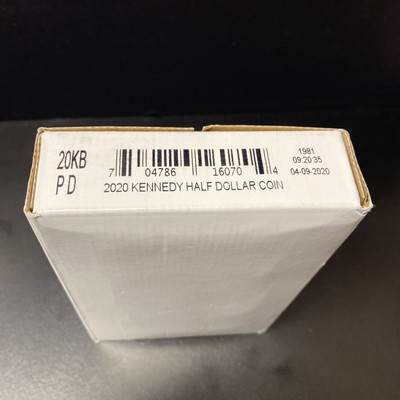 20KB
P D
7 04786 16070 4
2020 KENNEDY HALF DOLLAR COIN
1981
09:20:35
04-09-2020